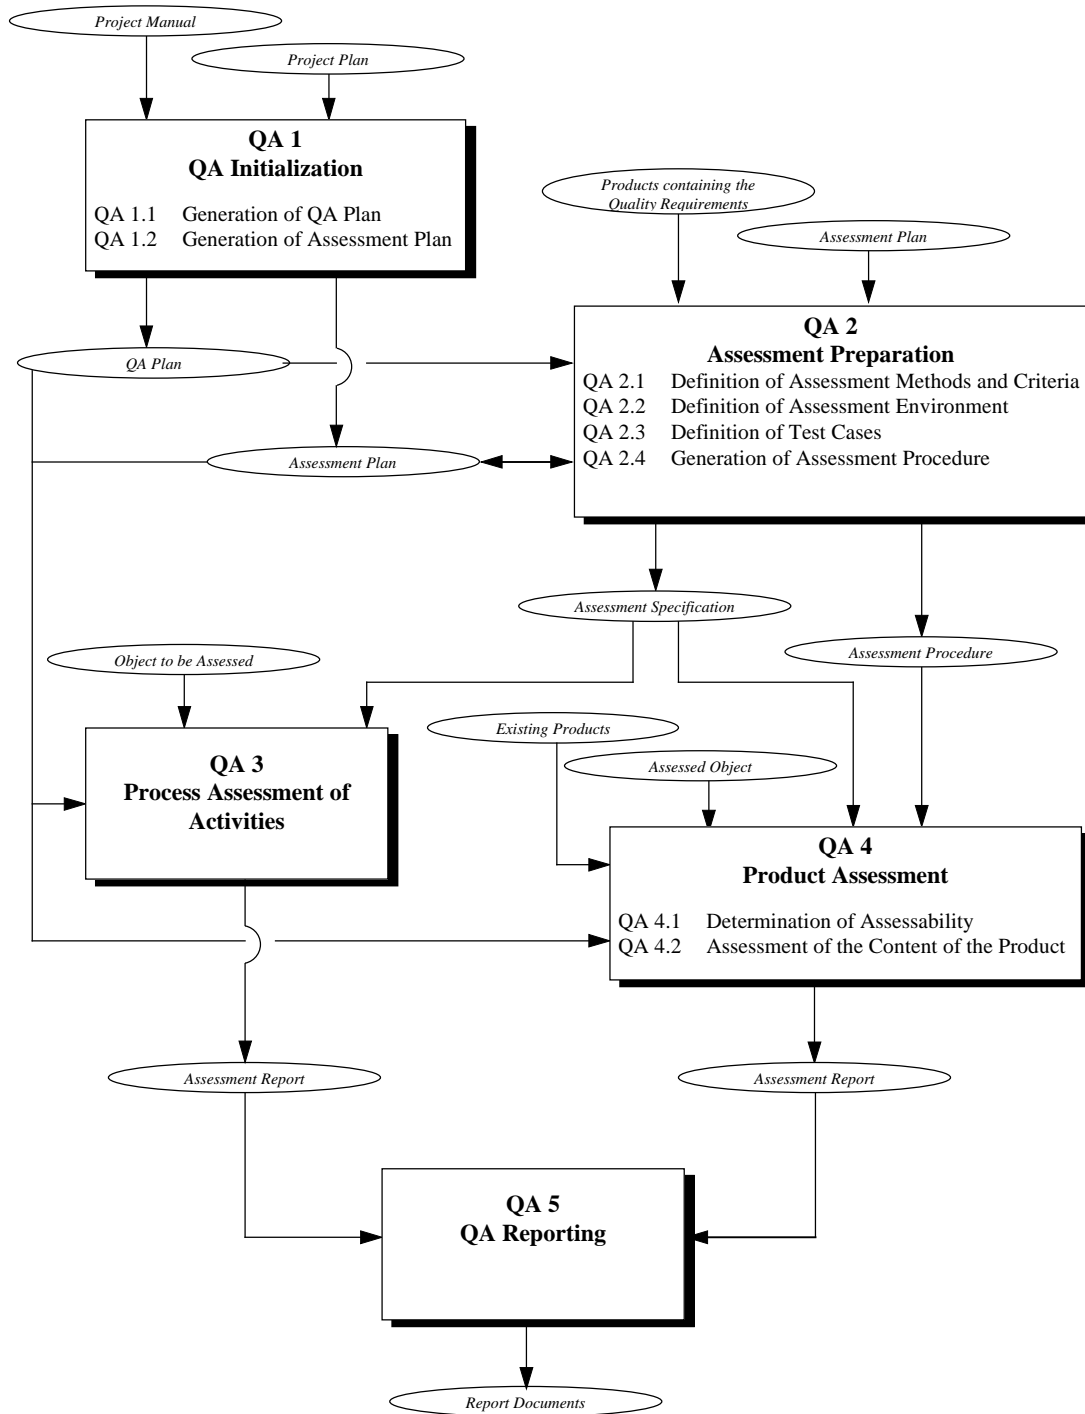 Project Manual
Project Plan
QA 1
QA Initialization
QA 1.1 Generation of QA Plan
QA 1.2 Generation of Assessment Plan
Products containing the
Quality Requirements
Assessment Plan
QA 2
Assessment Preparation
QA 2.1 Definition of Assessment Methods and Criteria
QA 2.2 Definition of Assessment Environment
QA 2.3 Definition of Test Cases
QA 2.4 Generation of Assessment Procedure
QA Plan
Assessment Plan
Assessment Specification
Object to be Assessed
Assessment Procedure
Existing Products
Assessed Object
QA 3
Process Assessment of
Activities
QA 4
Product Assessment
QA 4.1 Determination of Assessability
QA 4.2 Assessment of the Content of the Product
Assessment Report
Assessment Report
QA 5
QA Reporting
Report Documents